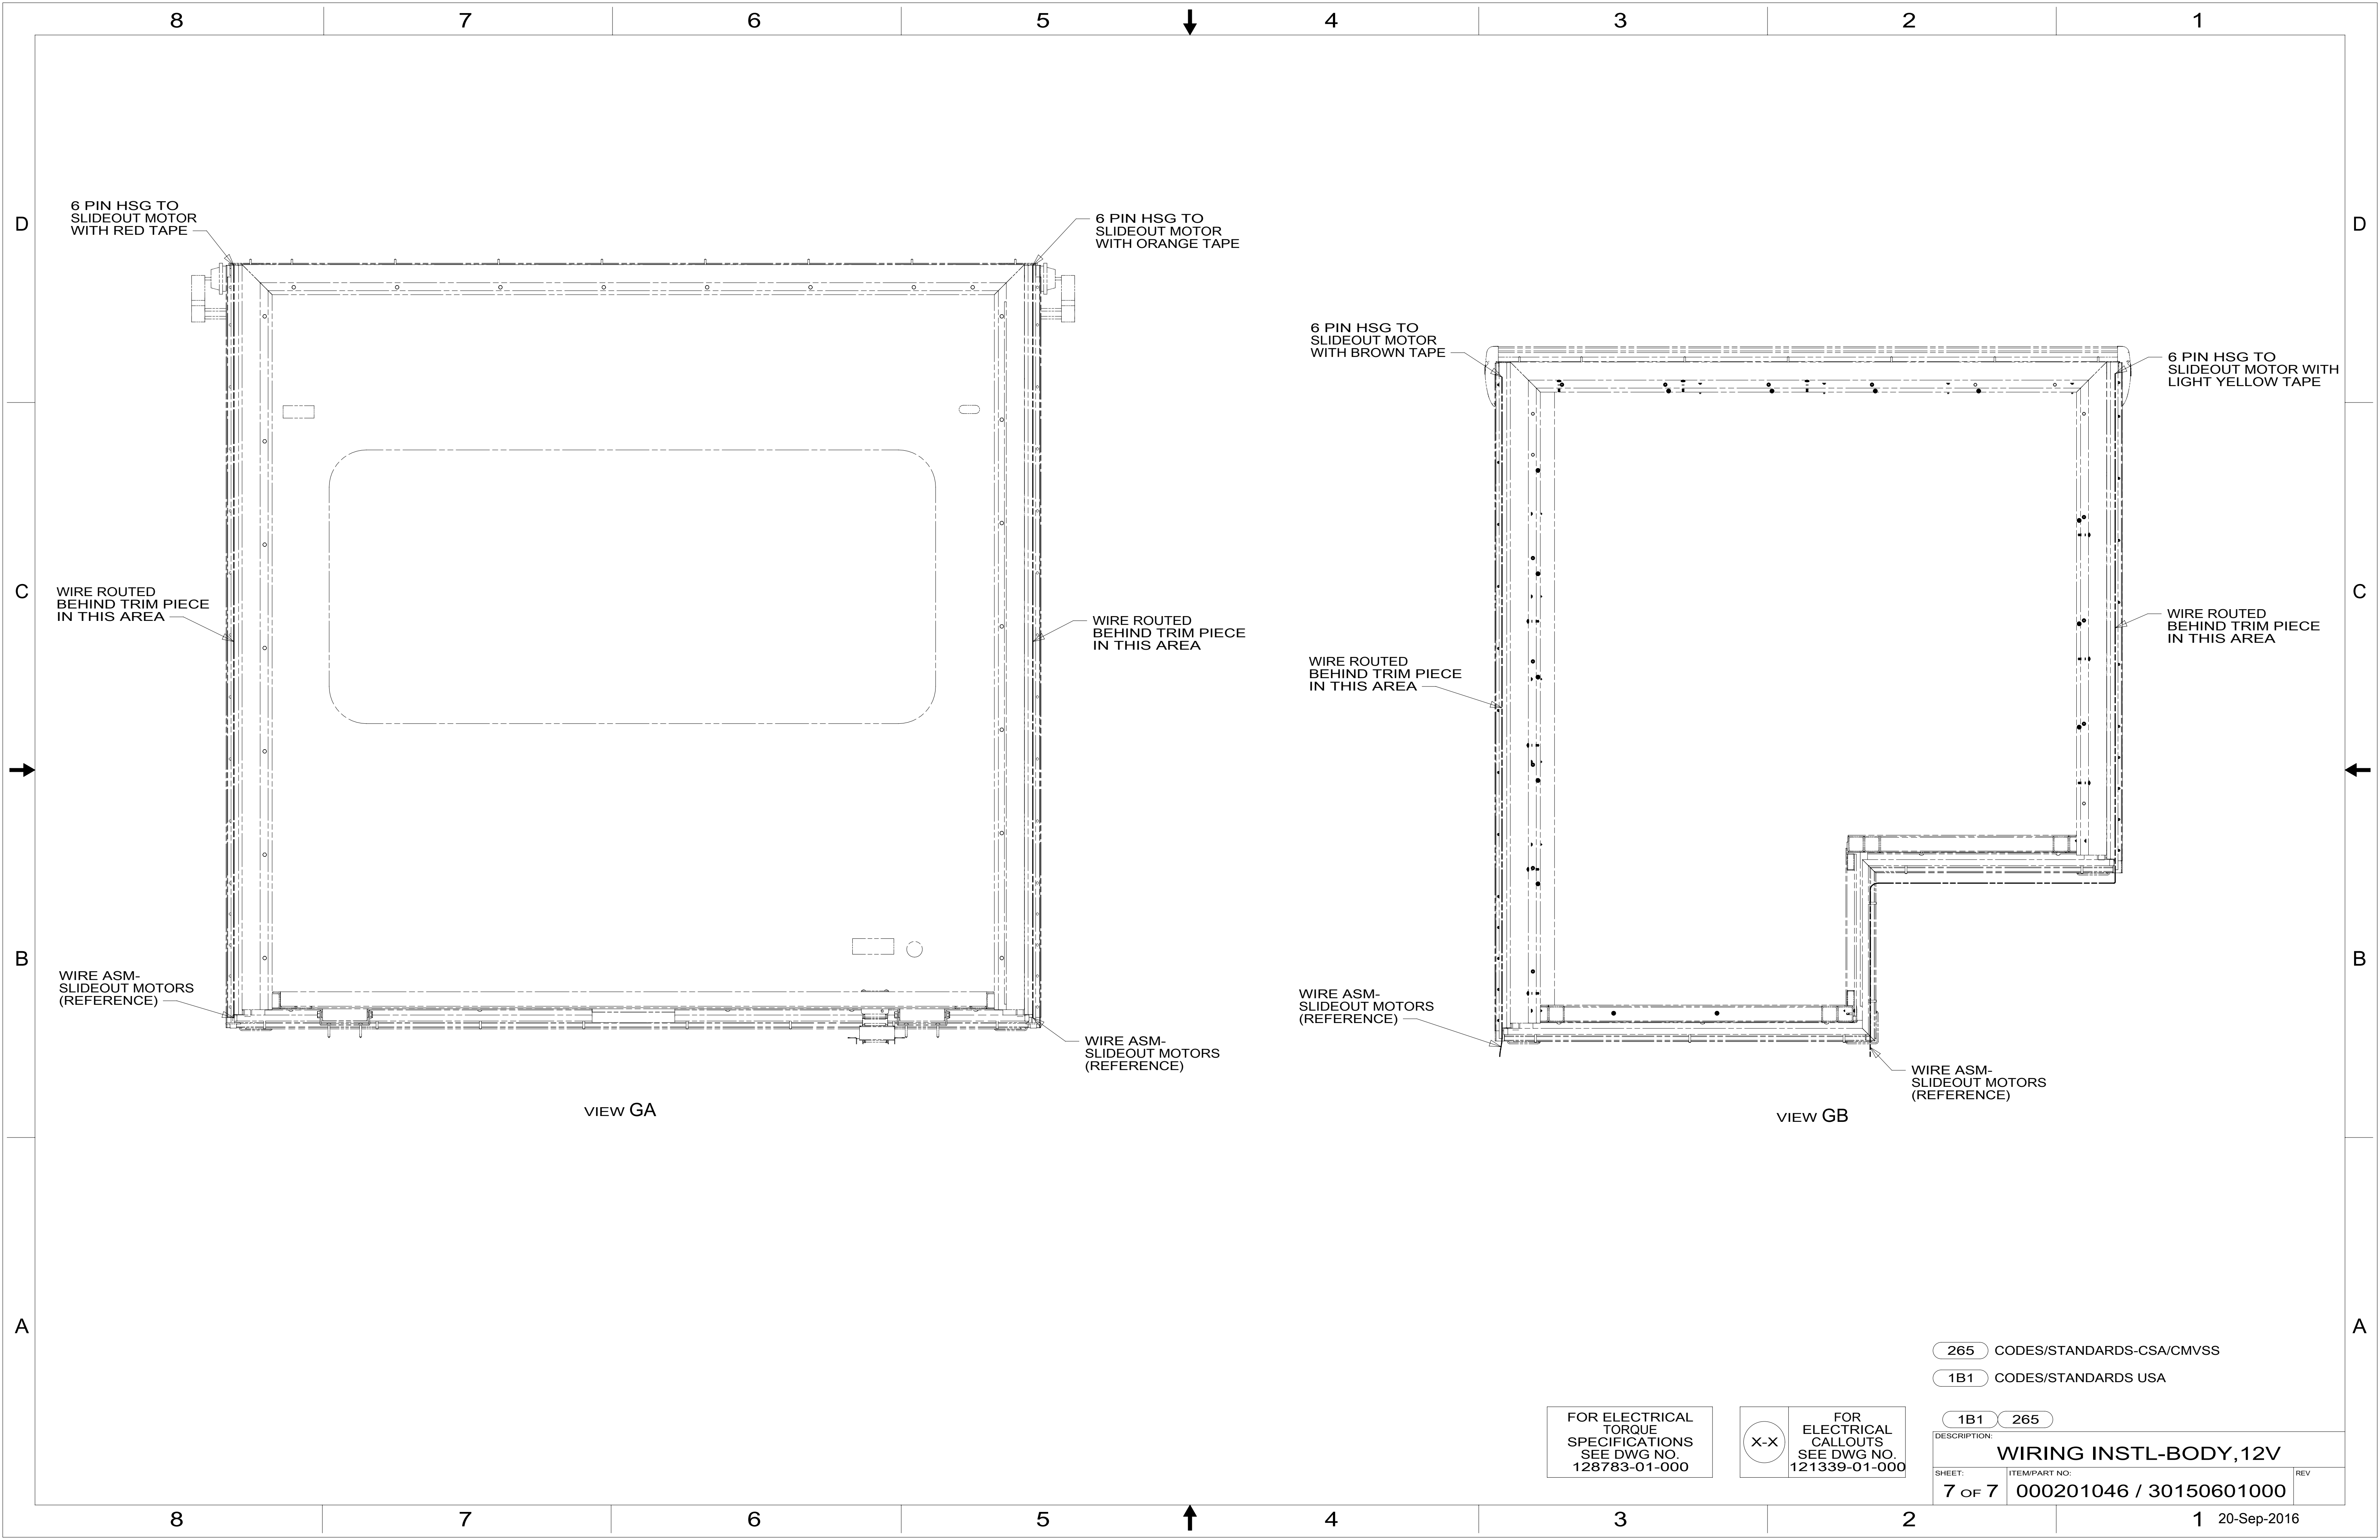 8 7 6 5 4 3 2 1
D
D
6 PIN HSG TO
SLIDEOUT MOTOR
WITH RED TAPE
6 PIN HSG TO
SLIDEOUT MOTOR
WITH ORANGE TAPE
6 PIN HSG TO
SLIDEOUT MOTOR
WITH BROWN TAPE
6 PIN HSG TO
SLIDEOUT MOTOR WITH
LIGHT YELLOW TAPE
C
C
WIRE ROUTED
BEHIND TRIM PIECE
IN THIS AREA
WIRE ROUTED
BEHIND TRIM PIECE
IN THIS AREA
WIRE ROUTED
BEHIND TRIM PIECE
IN THIS AREA
WIRE ROUTED
BEHIND TRIM PIECE
IN THIS AREA
B
B
WIRE ASM-
SLIDEOUT MOTORS
(REFERENCE)
WIRE ASM-
SLIDEOUT MOTORS
(REFERENCE)
WIRE ASM-
SLIDEOUT MOTORS
(REFERENCE)
WIRE ASM-
SLIDEOUT MOTORS
(REFERENCE)
VIEW GA
VIEW GB
A
A
265 CODES/STANDARDS-CSA/CMVSS
1B1 CODES/STANDARDS USA
FOR ELECTRICAL
TORQUE
SPECIFICATIONS
SEE DWG NO.
128783-01-000
X-X
FOR
ELECTRICAL
CALLOUTS
SEE DWG NO.
121339-01-000
1B1 265
DESCRIPTION:
WIRING INSTL-BODY,12V
SHEET:
7 OF 7
ITEM/PART NO:
000201046 / 30150601000
REV
8 7 6 5 4 3 2 1
20-Sep-2016